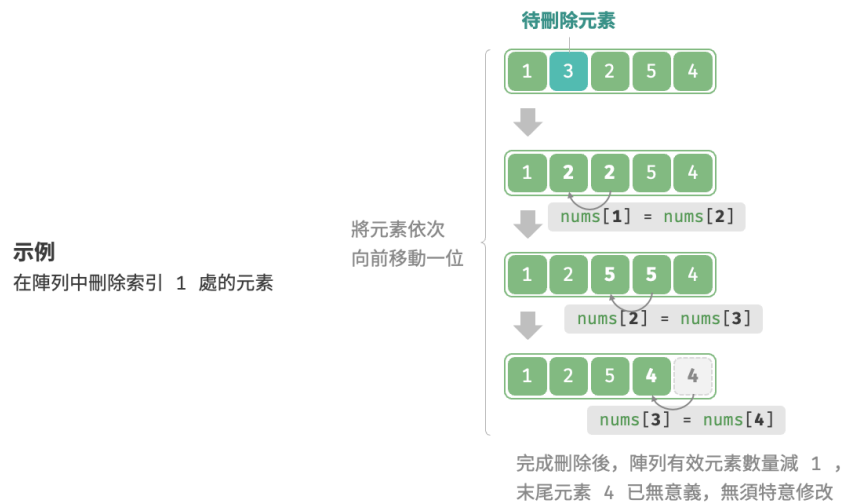 待刪除元素
1 3 2 5 4
1 2 2 5 4
nums[1] = nums[2]
將元素依次
向前移動一位
示例
在陣列中刪除索引 1 處的元素
1 2 5 5 4
nums[2] = nums[3]
1 2 5 4 4
nums[3] = nums[4]
完成刪除後，陣列有效元素數量減 1 ，
末尾元素 4 已無意義，無須特意修改